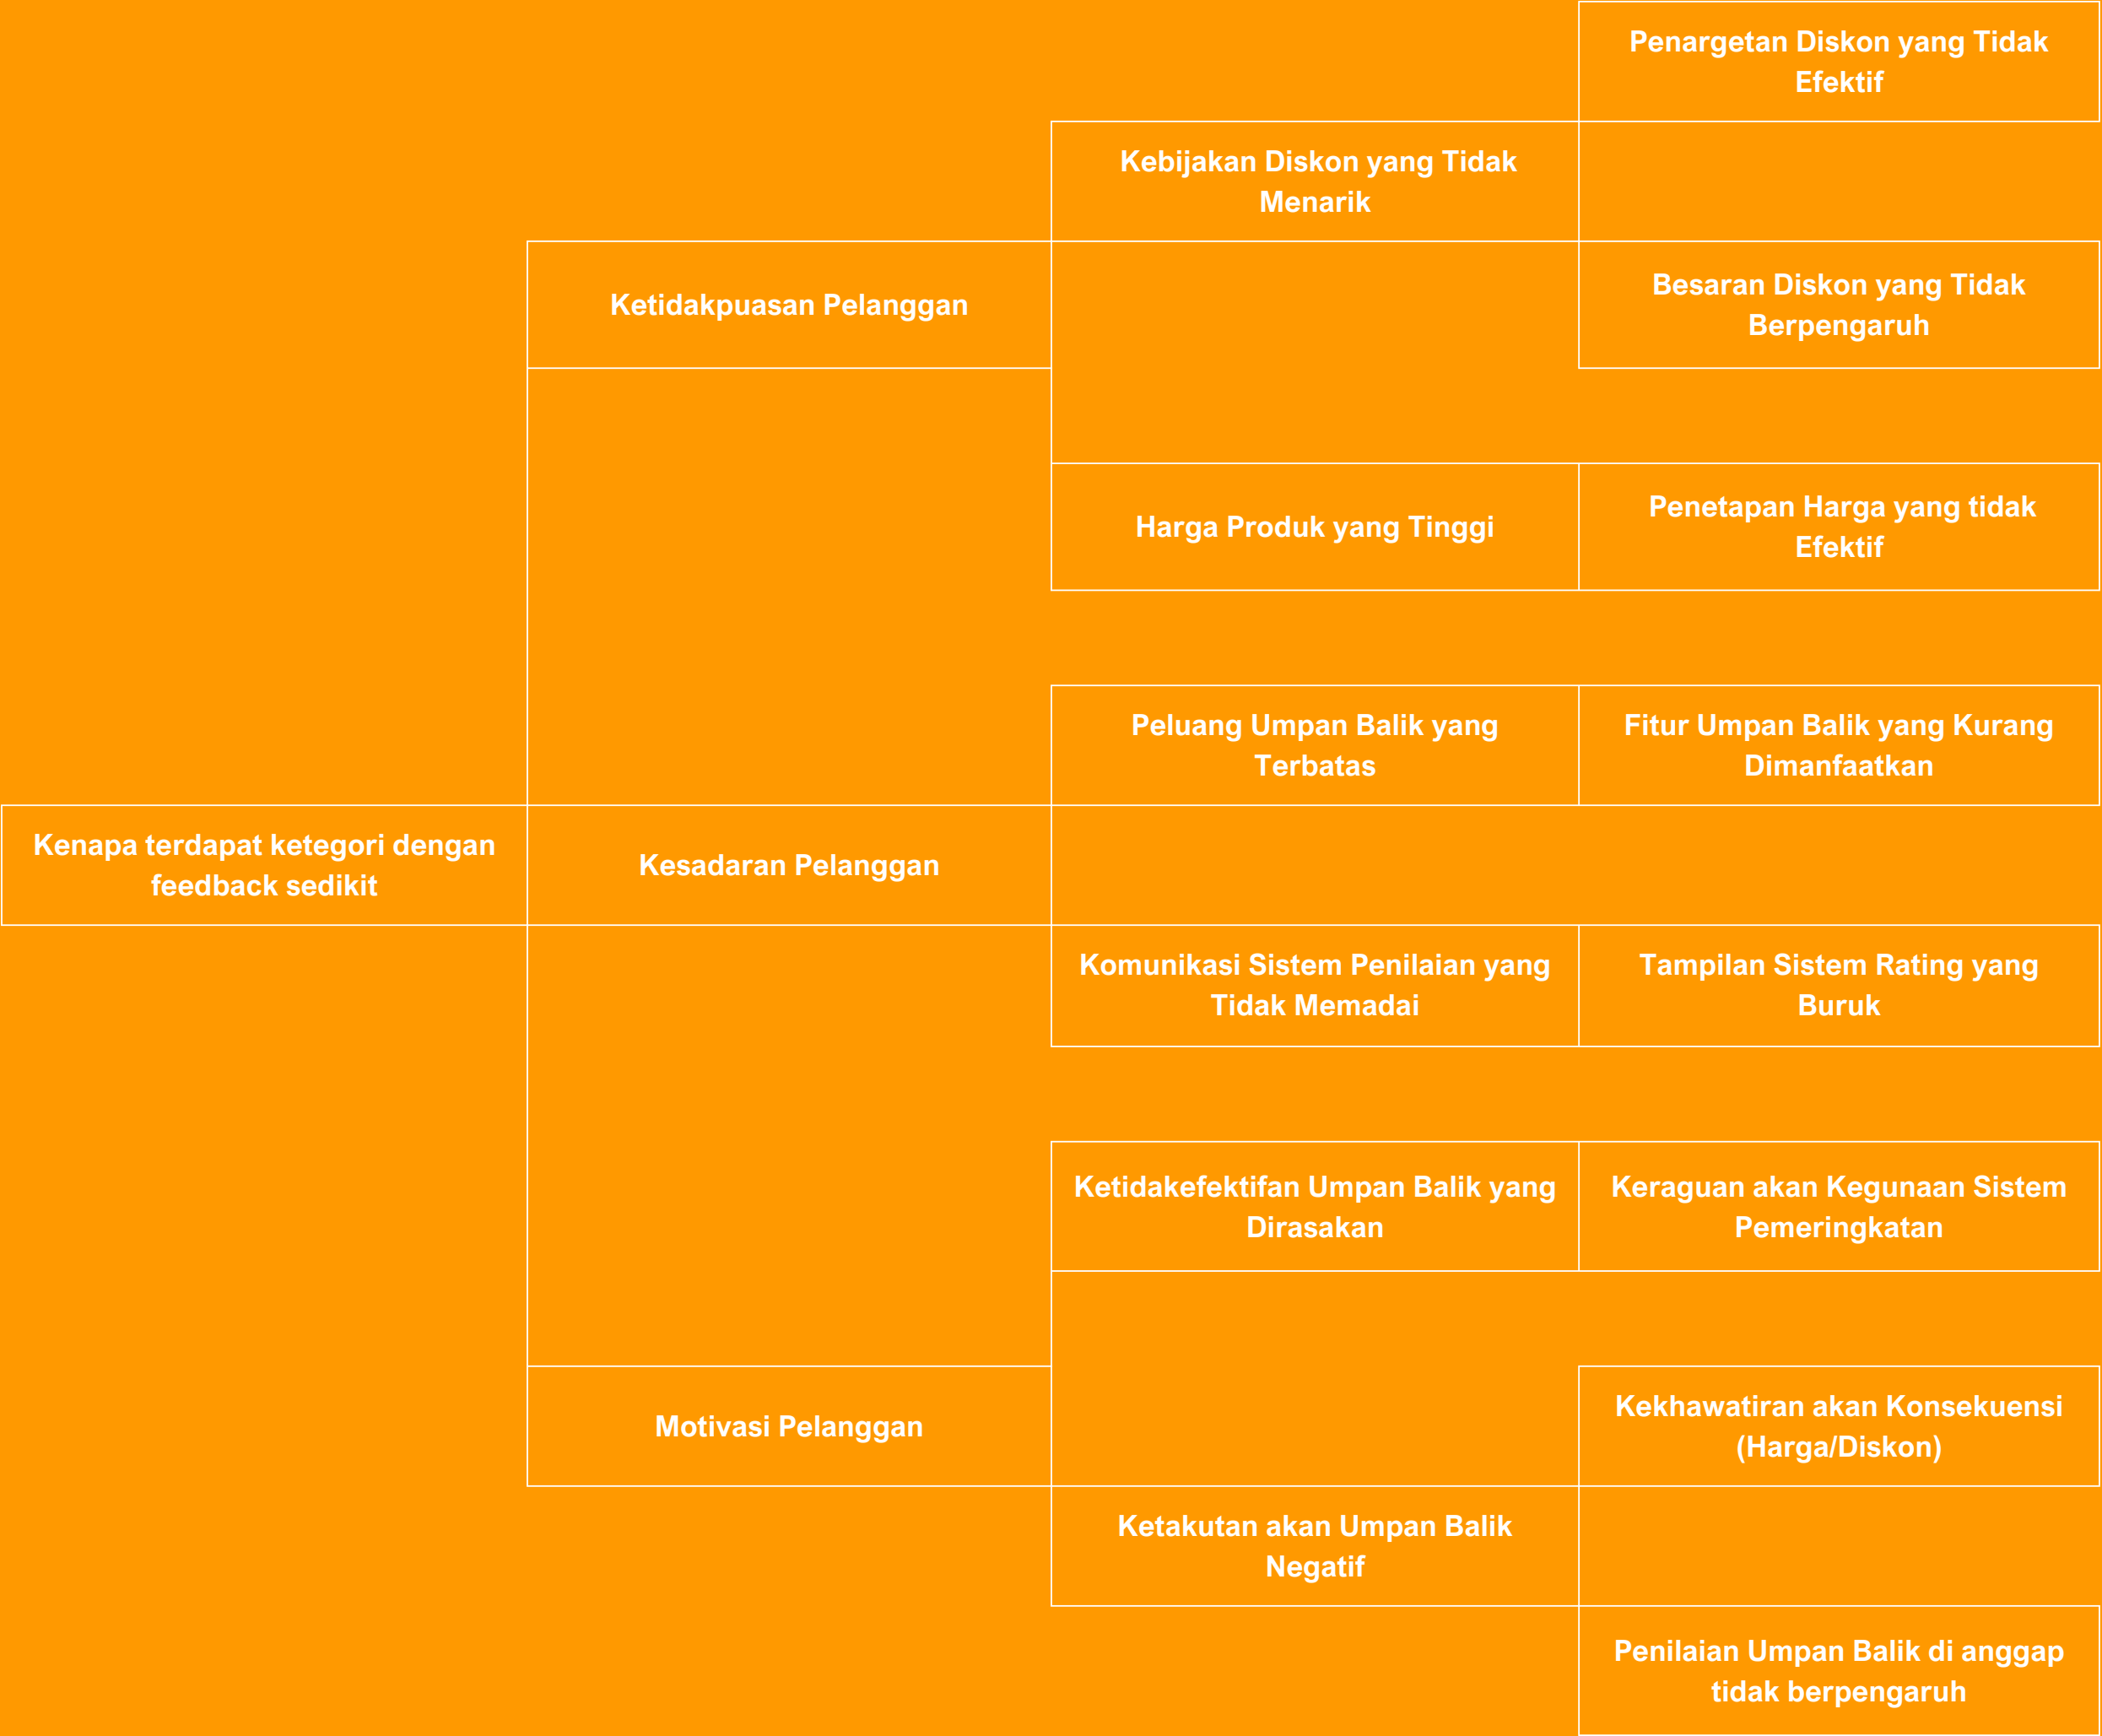 Penargetan Diskon yang Tidak
Efektif
Kebijakan Diskon yang Tidak
Menarik
Ketidakpuasan Pelanggan
Besaran Diskon yang Tidak
Berpengaruh
Harga Produk yang Tinggi
Penetapan Harga yang tidak
Efektif
Peluang Umpan Balik yang
Terbatas
Fitur Umpan Balik yang Kurang
Dimanfaatkan
Kenapa terdapat ketegori dengan
feedback sedikit
Kesadaran Pelanggan
Komunikasi Sistem Penilaian yang
Tidak Memadai
Tampilan Sistem Rating yang
Buruk
Ketidakefektifan Umpan Balik yang
Dirasakan
Keraguan akan Kegunaan Sistem
Pemeringkatan
Motivasi Pelanggan
Kekhawatiran akan Konsekuensi
(Harga/Diskon)
Ketakutan akan Umpan Balik
Negatif
Penilaian Umpan Balik di anggap
tidak berpengaruh